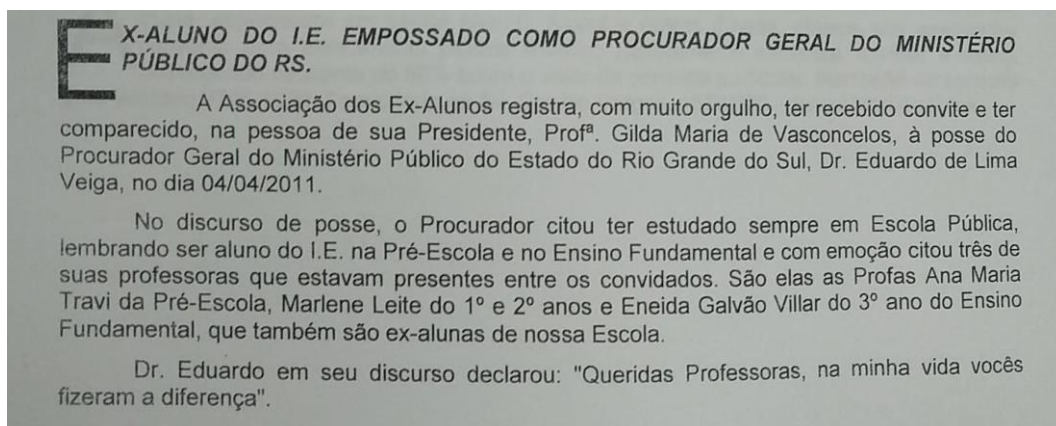 EX-ALUNO DO I.E. EMPOSSADO COMO PROCURADOR GERAL DO MINISTÉRIO
PÚBLICO DO RS.
A Associação dos Ex-Alunos registra, com muito orgulho, ter recebido convite e ter
comparecido, na pessoa de sua Presidente, Profª. Gilda Maria de Vasconcelos, à posse do
Procurador Geral do Ministério Público do Estado do Rio Grande do Sul, Dr. Eduardo de Lima
Veiga, no dia 04/04/2011.
No discurso de posse, o Procurador citou ter estudado sempre em Escola Pública,
lembrando ser aluno do I.E. na Pré-Escola e no Ensino Fundamental e com emoção citou três de
suas professoras que estavam presentes entre os convidados. São elas as Profas Ana Maria
Travi da Pré-Escola, Marlene Leite do 1º e 2º anos e Eneida Galvão Villar do 3º ano do Ensino
Fundamental, que também são ex-alunas de nossa Escola.
Dr. Eduardo em seu discurso declarou: "Queridas Professoras, na minha vida vocês
fizeram a diferença".